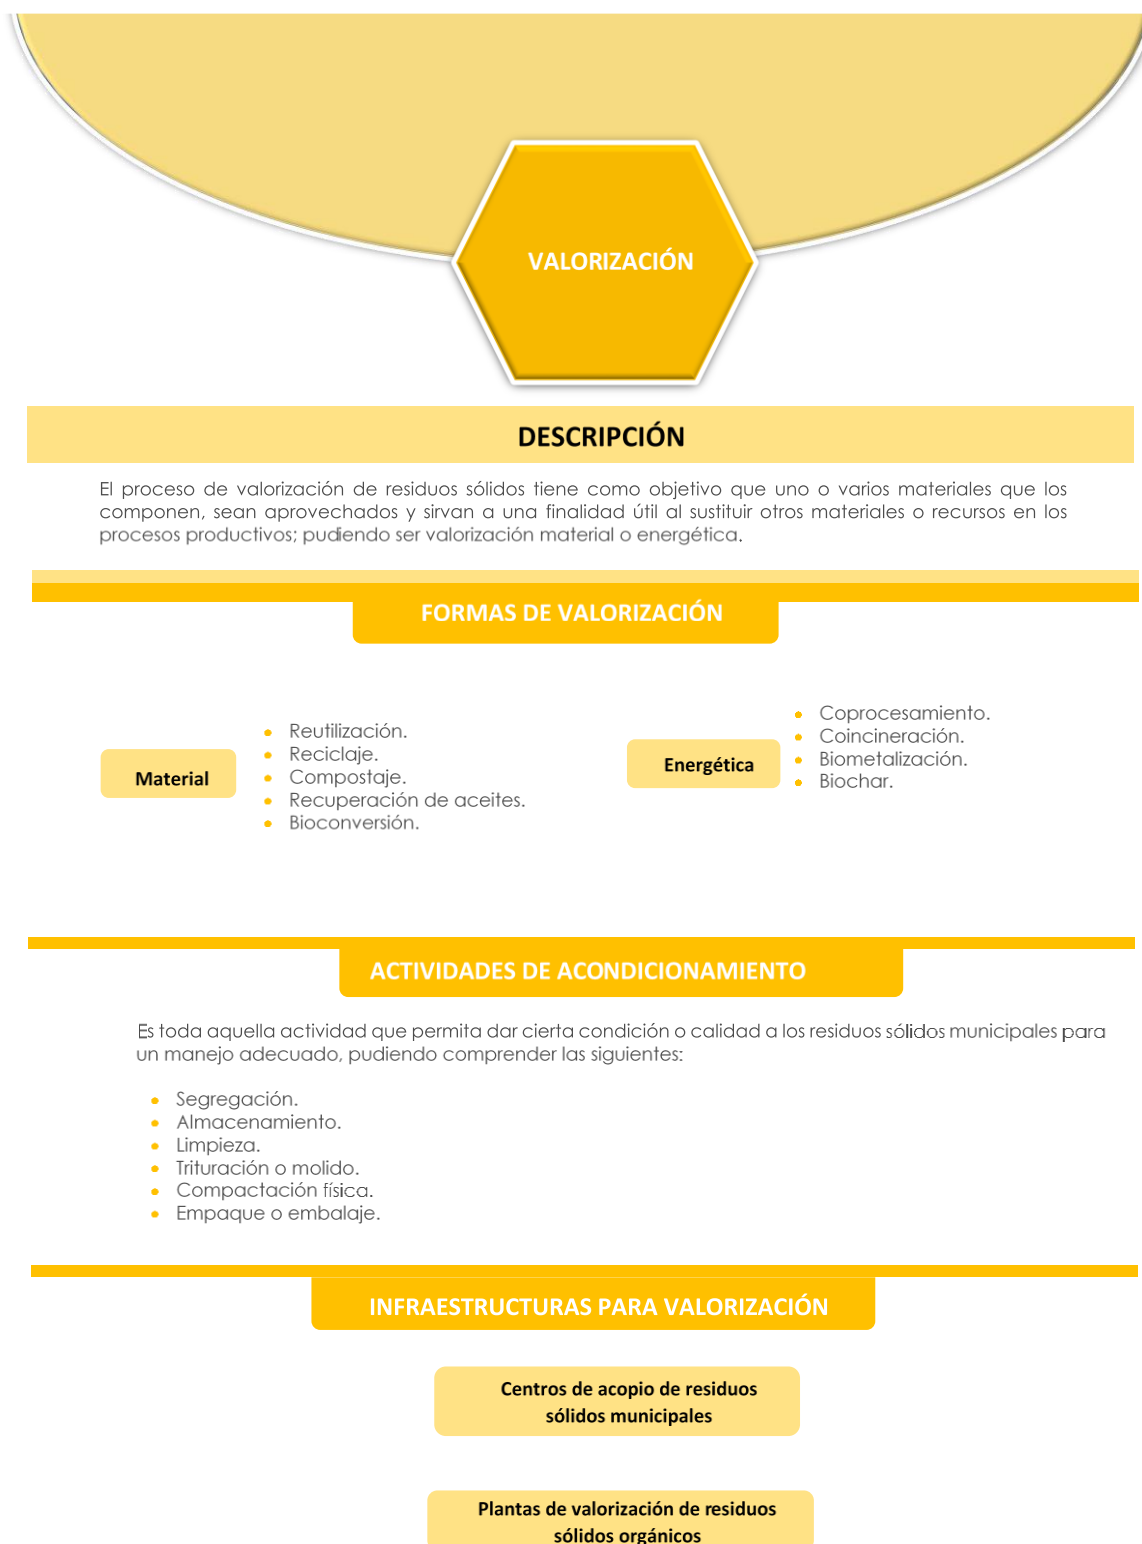 VALORIZACIÓN
DESCRIPCIÓN
El proceso de valorización de residuos sólidos tiene como objetivo que uno o varios materiales que los
componen, sean aprovechados y sirvan a una finalidad útil al sustituir otros materiales o recursos en los
procesos productivos; pudiendo ser valorización material o energética.
FORMAS DE VALORIZACIÓN
Material
• Reutilización.
• Reciclaje.
• Compostaje.
• Recuperación de aceites.
• Bioconversión.
Energética
• Coprocesamiento.
• Coincineración.
• Biometalización.
• Biochar.
ACTIVIDADES DE ACONDICIONAMIENTO
Es toda aquella actividad que permita dar cierta condición o calidad a los residuos sólidos municipales para
un manejo adecuado, pudiendo comprender las siguientes:
• Segregación.
• Almacenamiento.
• Limpieza.
• Trituración o molido.
• Compactación física.
• Empaque o embalaje.
INFRAESTRUCTURAS PARA VALORIZACIÓN
Centros de acopio de residuos
sólidos municipales
Plantas de valorización de residuos
sólidos orgánicos